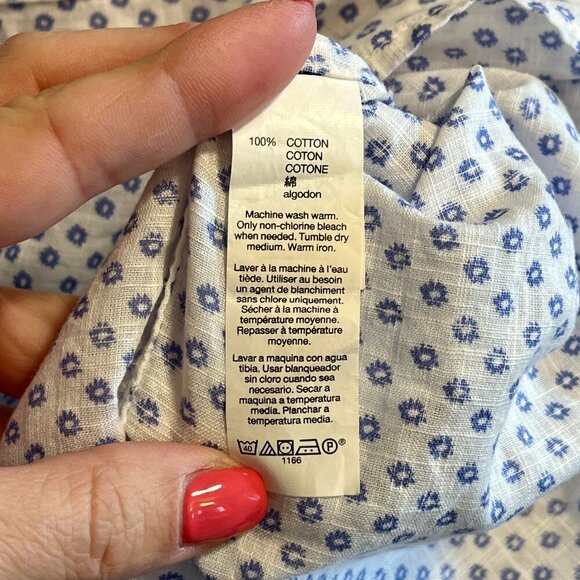 100% COTTON
COTON
COTONE
綿
algodon
Machine wash warm.
Only non-chlorine bleach
when needed. Tumble dry
medium. Warm iron.
Laver à la machine à l'eau
tiède. Utiliser au besoin
un agent de blanchiment
sans chlore uniquement.
Sécher à la machine à
température moyenne.
Repasser à température
moyenne.
Lavar a maquina con agua
tibia. Usar blanqueador
sin cloro cuando sea
necesario. Secar a
maquina a temperatura
media. Planchar a
temperatura media.
40 P ®
1166